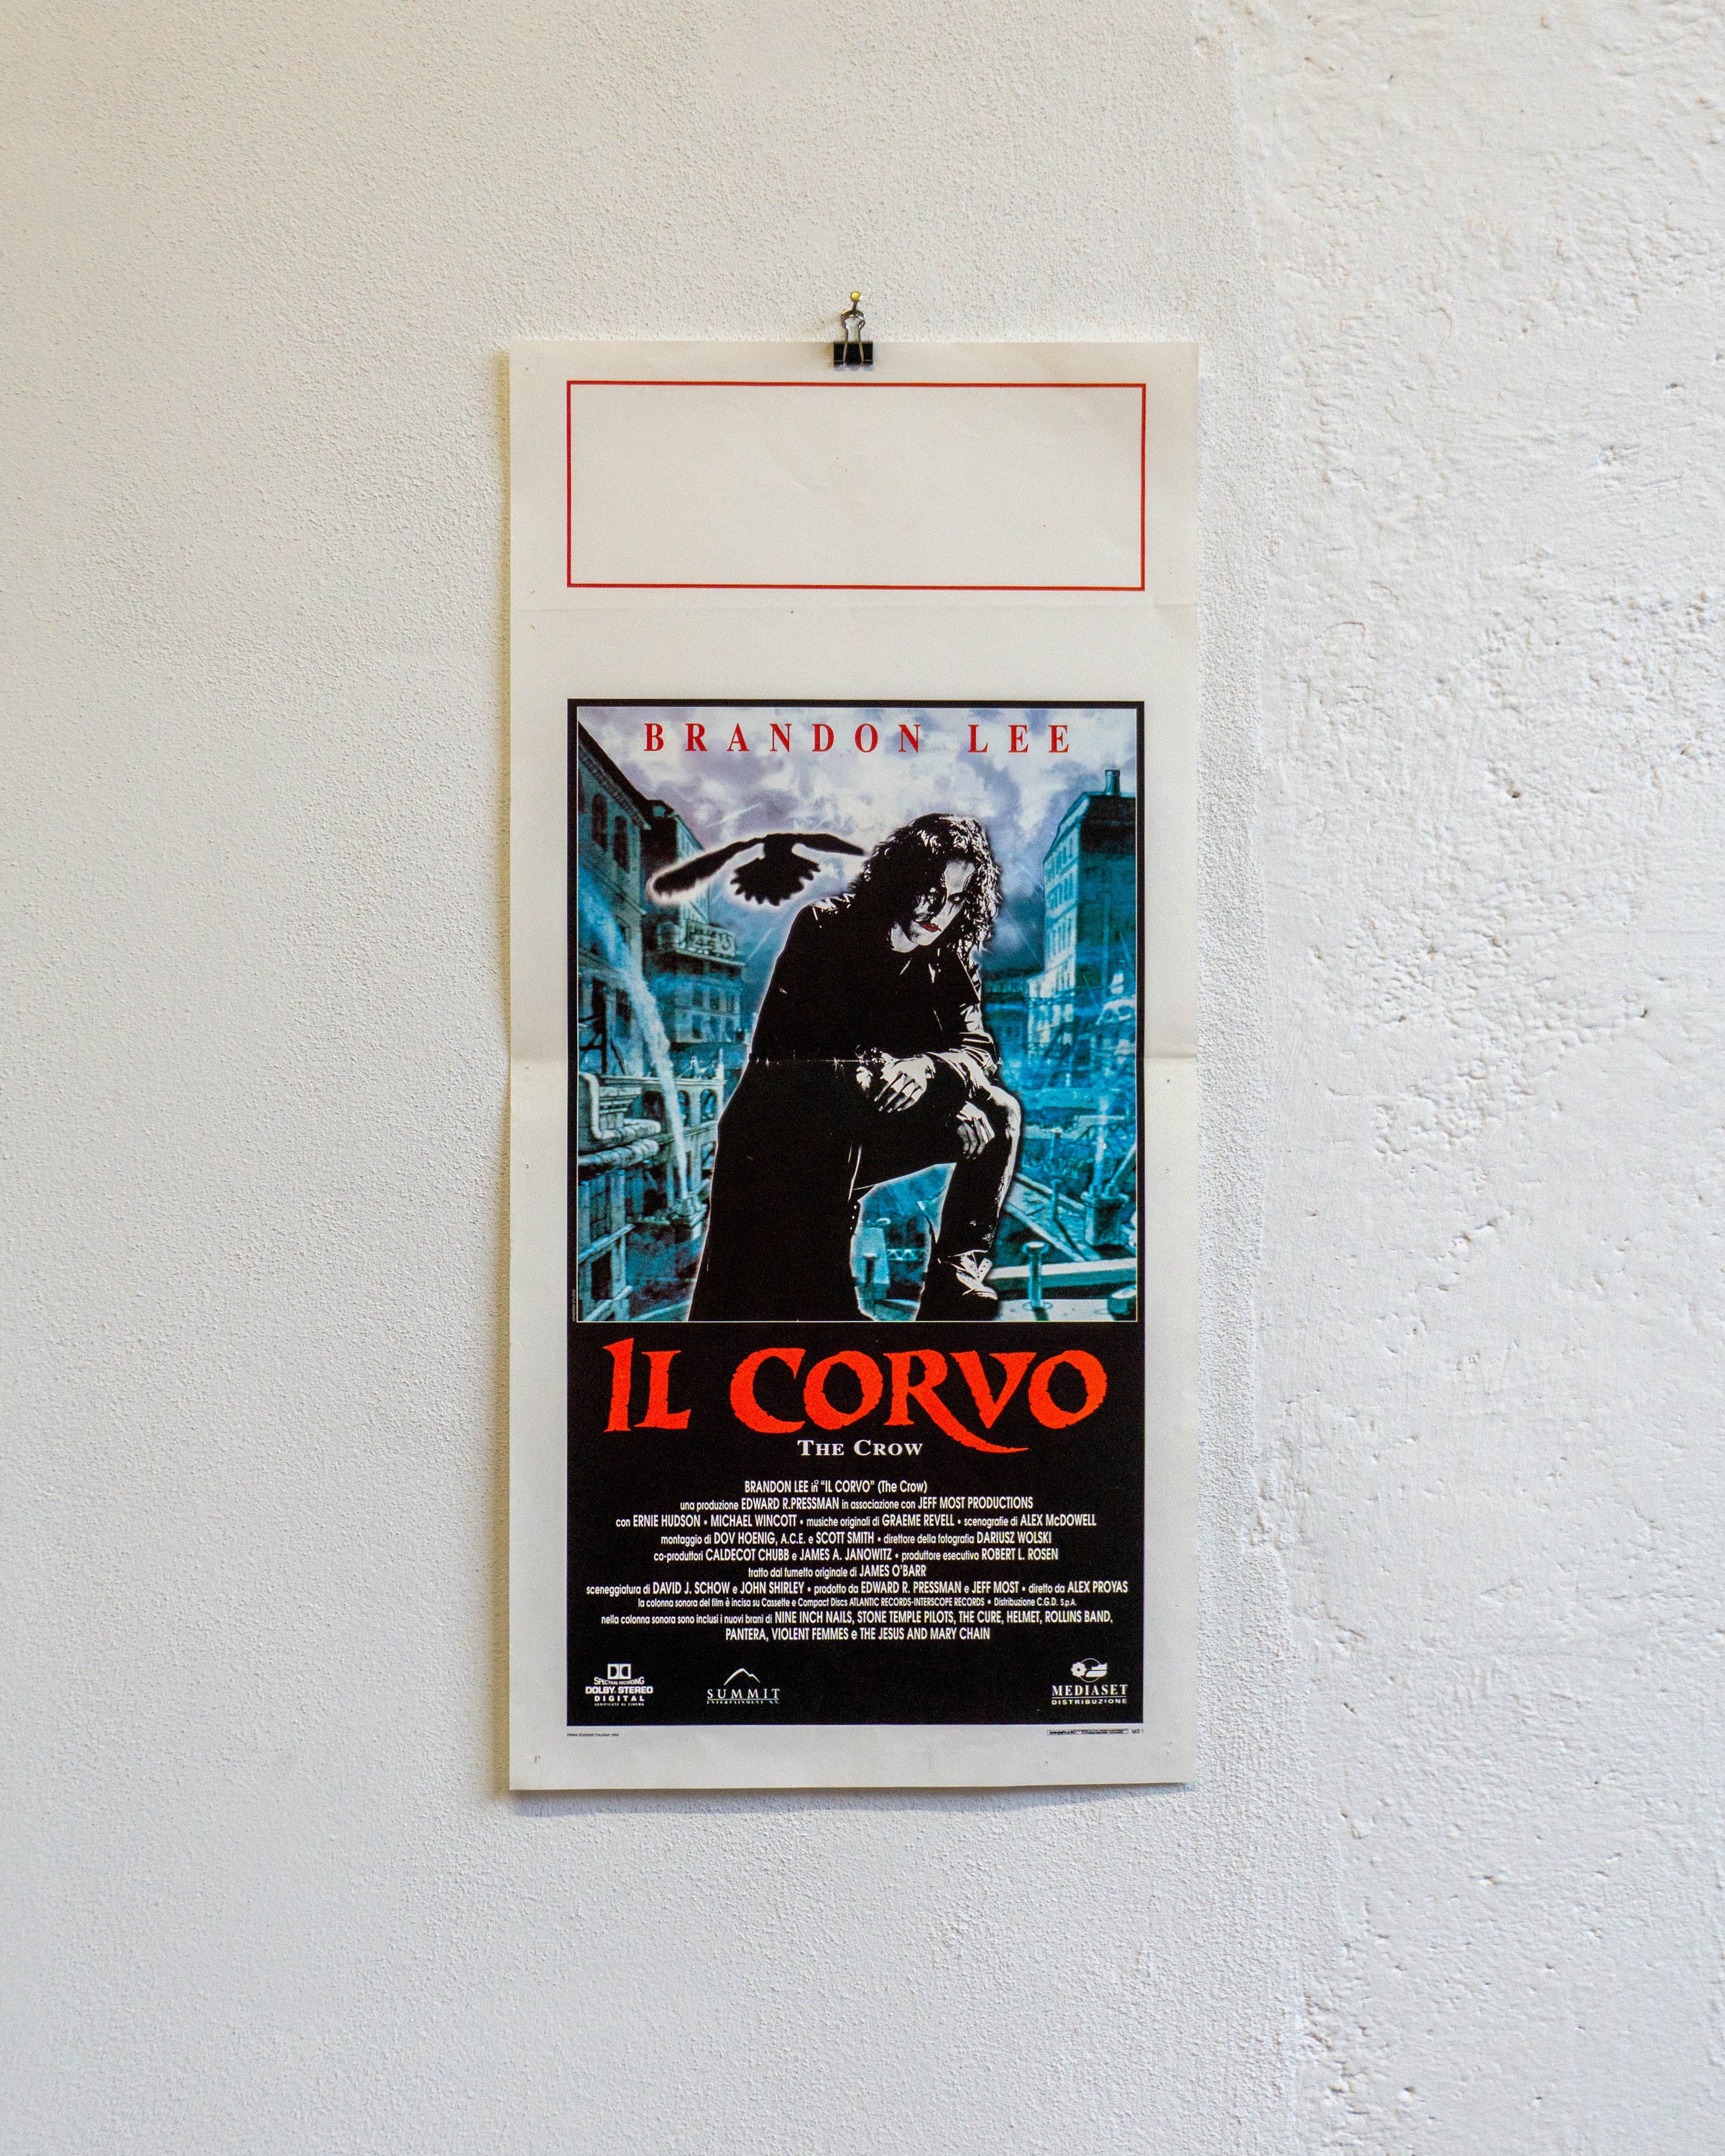 BRANDON LEE
IL CORVO
THE CROW
BRANDON LEE in "IL CORVO" (The Crow)
una produzione EDWARD R.PRESSMAN in associazione con JEFF MOST PRODUCTIONS
con ERNIE HUDSON • MICHAEL WINCOTT • musiche originali di GRAEME REVELL • scenografie di ALEX McDOWELL
montaggio di DOV HOENIG, A.C.E. e SCOTT SMITH • direttore della fotografia DARIUSZ WOLSKI
co-produttori CALDECOT CHUBB e JAMES A. JANOWITZ • produttore esecutivo ROBERT L. ROSEN
tratto dal fumetto originale di JAMES O'BARR
sceneggiatura di DAVID J. SCHOW e JOHN SHIRLEY • prodotto da EDWARD R. PRESSMAN e JEFF MOST • diretto da ALEX PROYAS
la colonna sonora del film è incisa su Cassette e Compact Discs ATLANTIC RECORDS-INTERSCOPE RECORDS • Distribuzione C.G.D. S.p.A.
nella colonna sonora sono inclusi i nuovi brani di NINE INCH NAILS, STONE TEMPLE PILOTS, THE CURE, HELMET, ROLLINS BAND,
PANTERA, VIOLENT FEMMES e THE JESUS AND MARY CHAIN
SPECTRAL RECORDING
DOLBY STEREO
DIGITAL
SUMMIT
ENTERTAINMENT N.V.
MEDIASET
DISTRIBUZIONE
MS 1